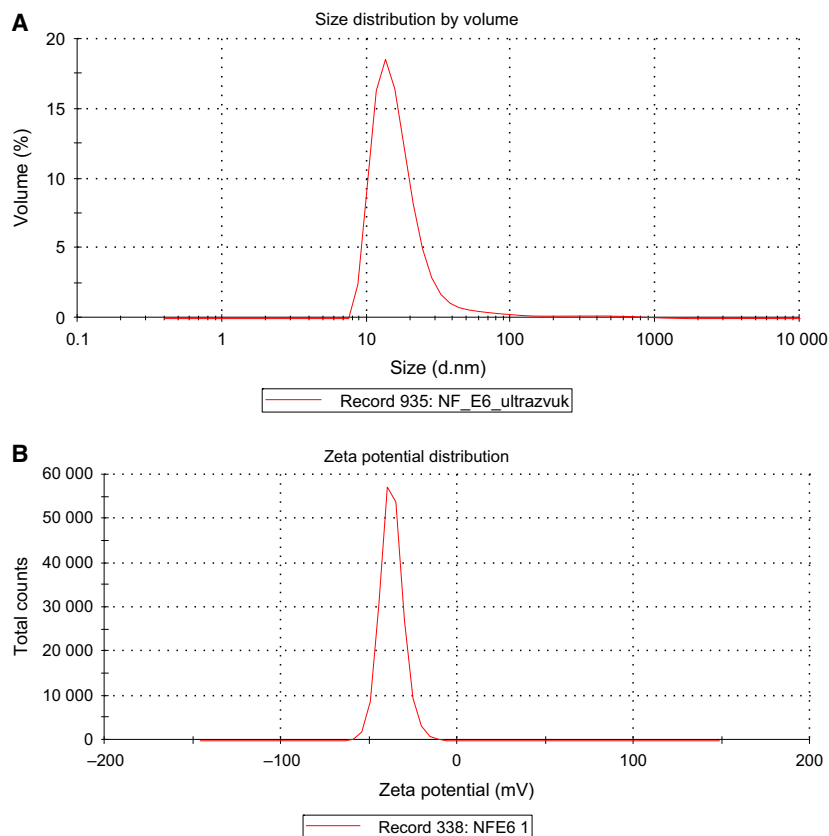 A
Size distribution by volume
20
15
10
5
0
Volume (%)
0.1 1 10 100 1000 10 000
Size (d.nm)
Record 935: NF_E6_ultrazvuk
B
Zeta potential distribution
60 000
50 000
40 000
30 000
20 000
10 000
0
Total counts
–200 –100 0 100 200
Zeta potential (mV)
Record 338: NFE6 1